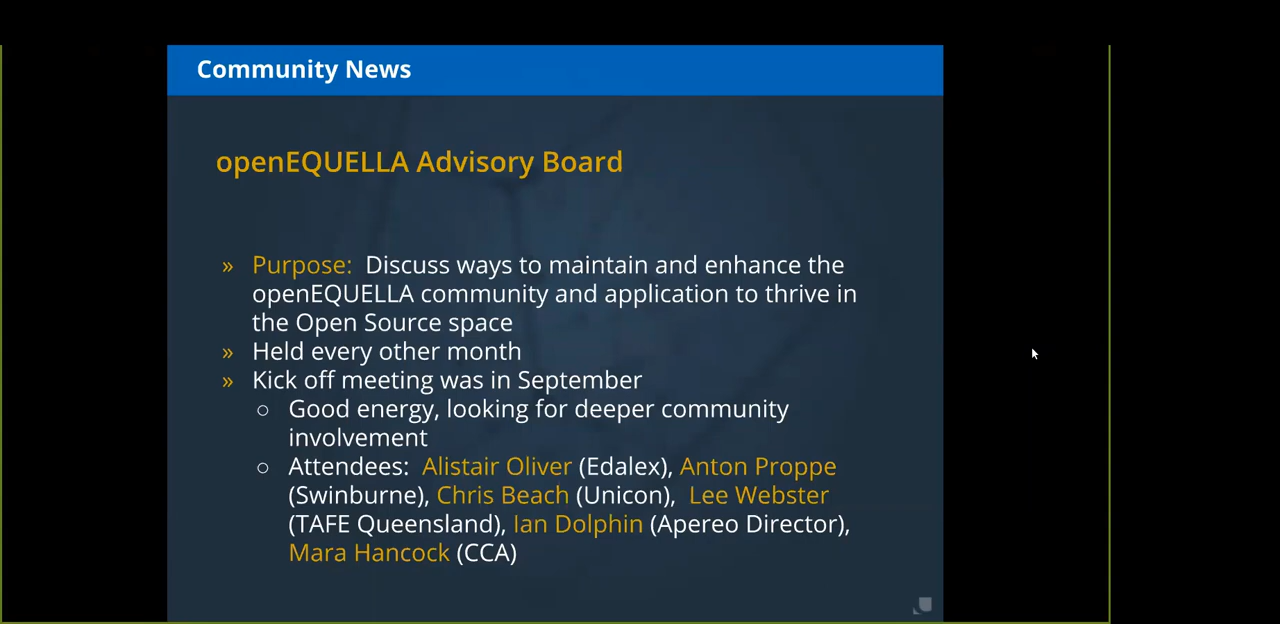 Community News
openEQUELLA Advisory Board
» Purpose: Discuss ways to maintain and enhance the
openEQUELLA community and application to thrive in
the Open Source space
» Held every other month
» Kick off meeting was in September
○ Good energy, looking for deeper community
involvement
○ Attendees: Alistair Oliver (Edalex), Anton Proppe
(Swinburne), Chris Beach (Unicon), Lee Webster
(TAFE Queensland), Ian Dolphin (Apereo Director),
Mara Hancock (CCA)